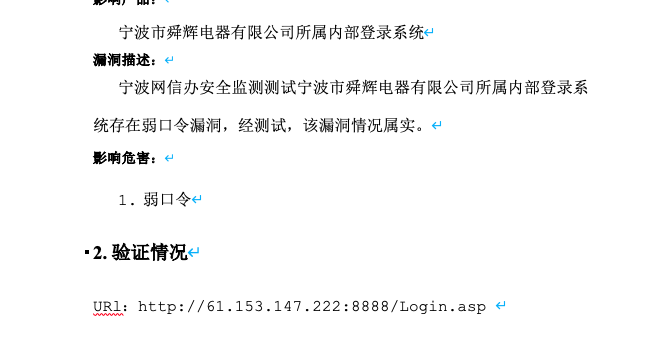 影响产品：
宁波市舜辉电器有限公司所属内部登录系统
漏洞描述：
宁波网信办安全监测测试宁波市舜辉电器有限公司所属内部登录系
统存在弱口令漏洞，经测试，该漏洞情况属实。
影响危害：
1. 弱口令
2. 验证情况
URl：http://61.153.147.222:8888/Login.asp